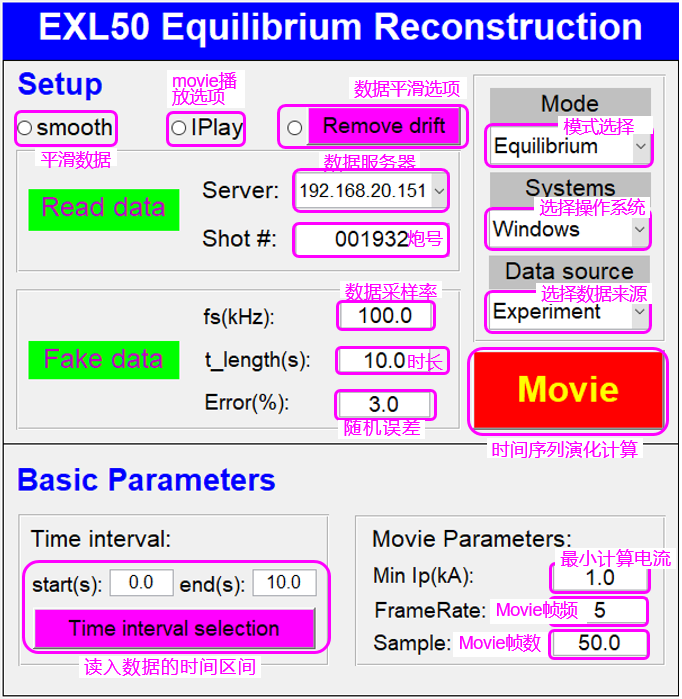 EXL50 Equilibrium Reconstruction
Setup
movie播
放选项
数据平滑选项
smooth
IPlay
Remove drift
平滑数据
数据服务器
Read data
Server:
192.168.20.151
Shot #:
001932
炮号
Mode
模式选择
Equilibrium
Systems
选择操作系统
Windows
Data source
选择数据来源
Experiment
数据采样率
Fake data
fs(kHz):
100.0
t_length(s):
10.0
时长
Error(%):
3.0
随机误差
Movie
时间序列演化计算
Basic Parameters
Time interval:
start(s):
0.0
end(s):
10.0
Time interval selection
读入数据的时间区间
Movie Parameters:
最小计算电流
Min Ip(kA):
1.0
FrameRate:
Movie帧频
5
Sample:
Movie帧数
50.0